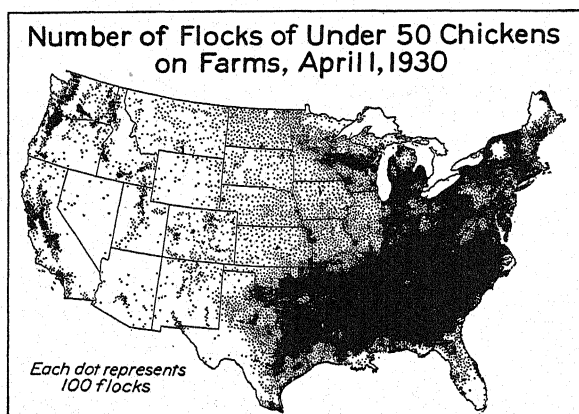 Number of Flocks of Under 50 Chickens
on Farms, April 1, 1930
Each dot represents
100 flocks